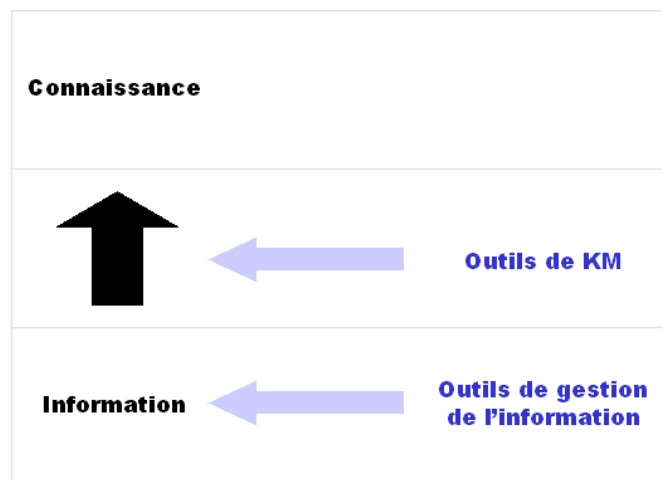 Connaissance
Outils de KM
Information
Outils de gestion
de l'information